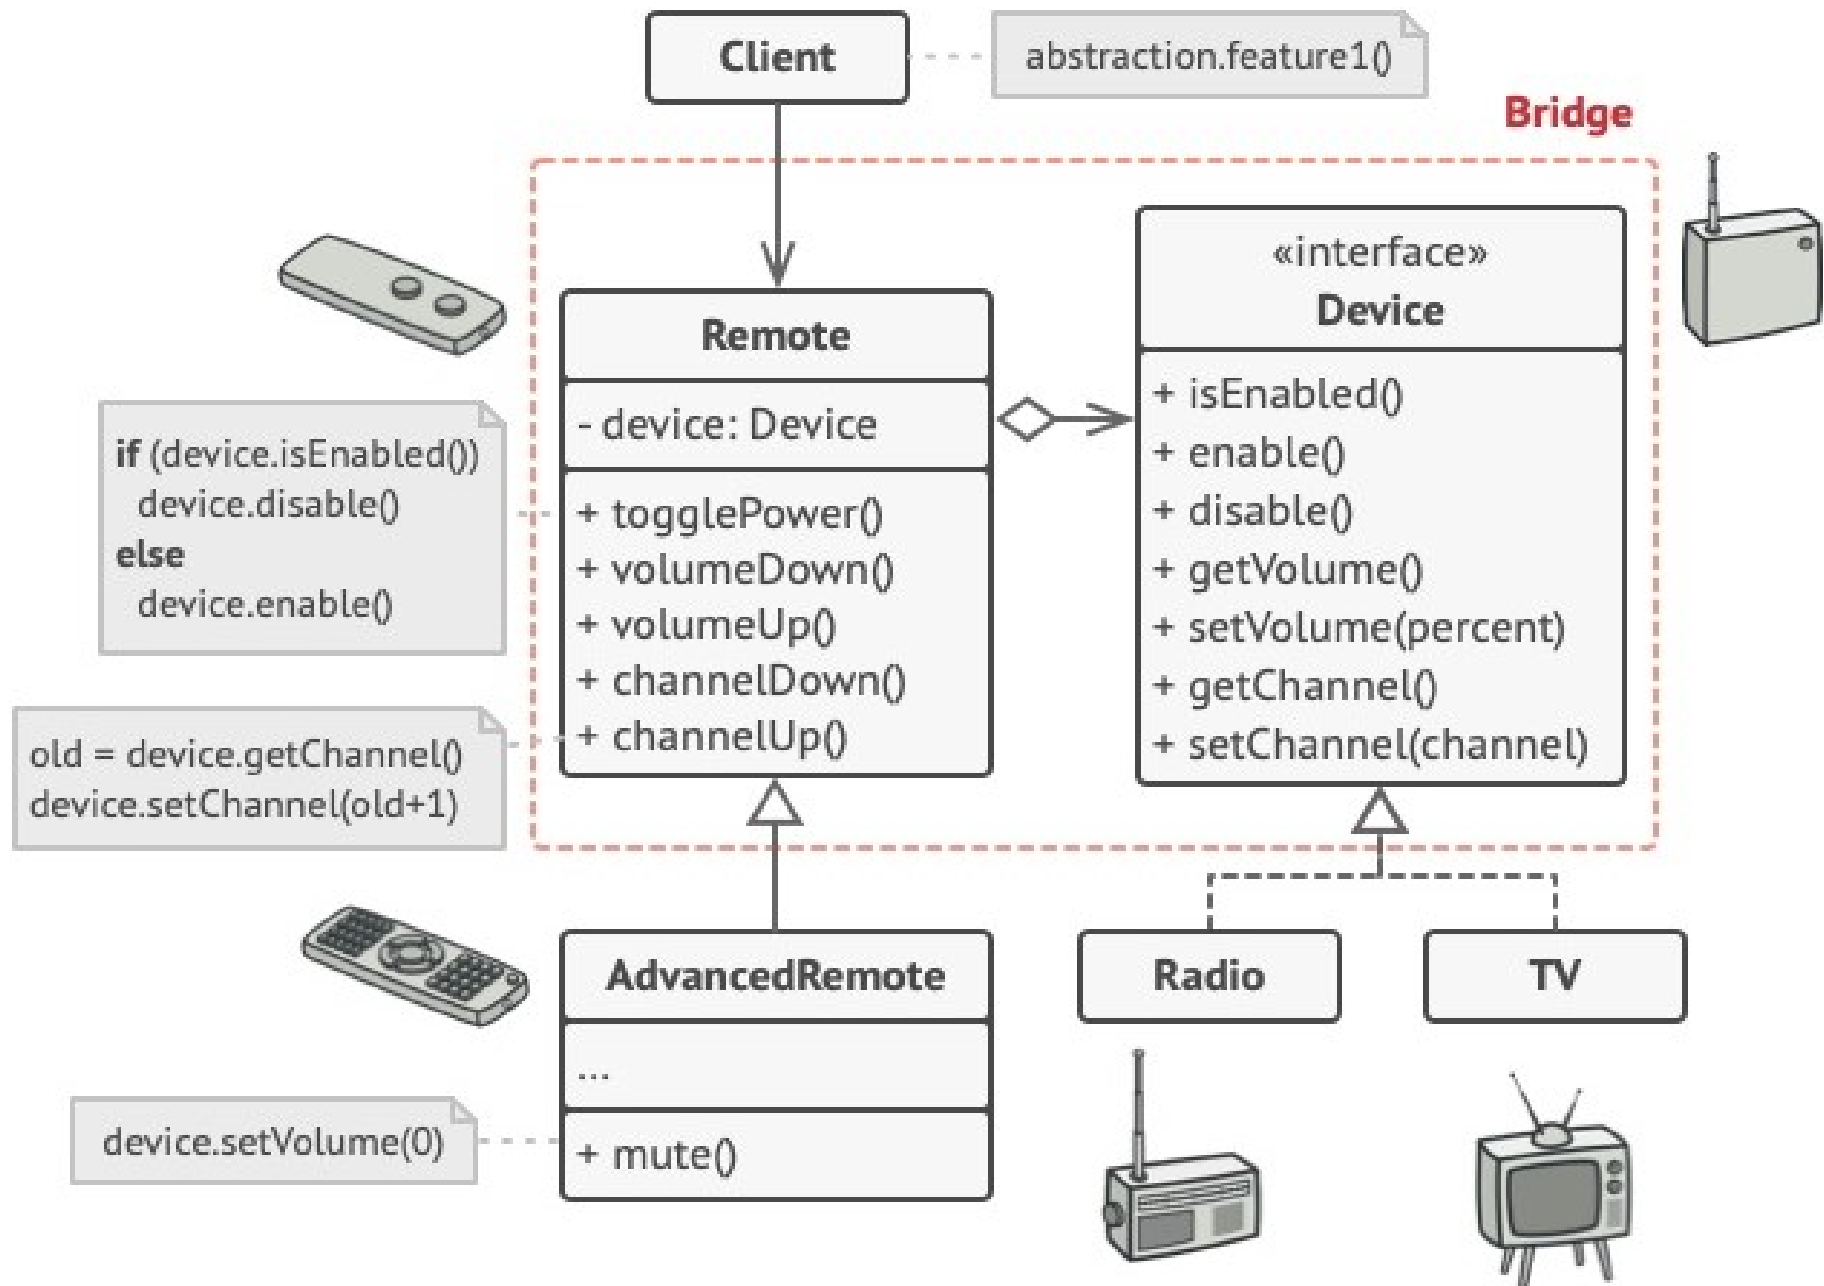 Client
abstraction.feature1()
Bridge
Remote
- device: Device
+ togglePower()
+ volumeDown()
+ volumeUp()
+ channelDown()
+ channelUp()
«interface»
Device
+ isEnabled()
+ enable()
+ disable()
+ getVolume()
+ setVolume(percent)
+ getChannel()
+ setChannel(channel)
if (device.isEnabled())
device.disable()
else
device.enable()
old = device.getChannel()
device.setChannel(old+1)
AdvancedRemote
...
+ mute()
device.setVolume(0)
Radio
TV